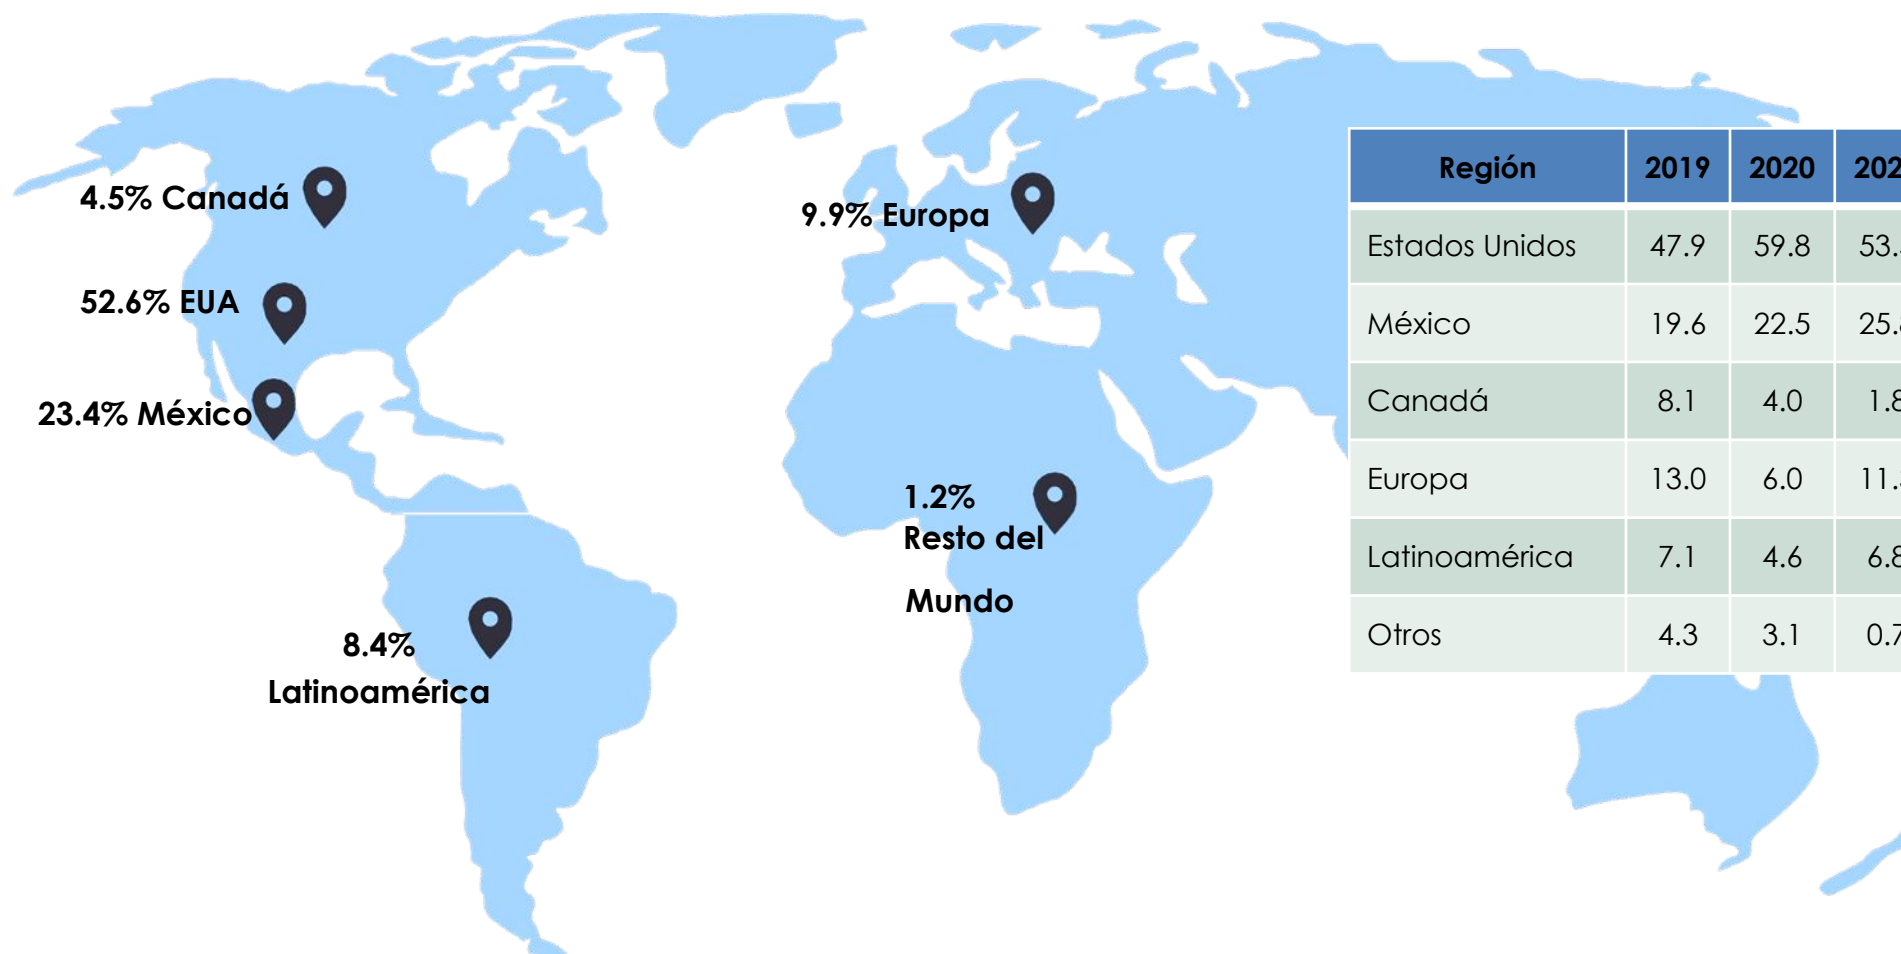 4.5% Canadá
52.6% EUA
23.4% México
8.4%
Latinoamérica
9.9% Europa
1.2%
Resto del
Mundo
Región 2019 2020
Estados Unidos 47.9 59.8
México 19.6 22.5
Canadá 8.1 4.0
Europa 13.0 6.0
Latinoamérica 7.1 4.6
Otros 4.3 3.1